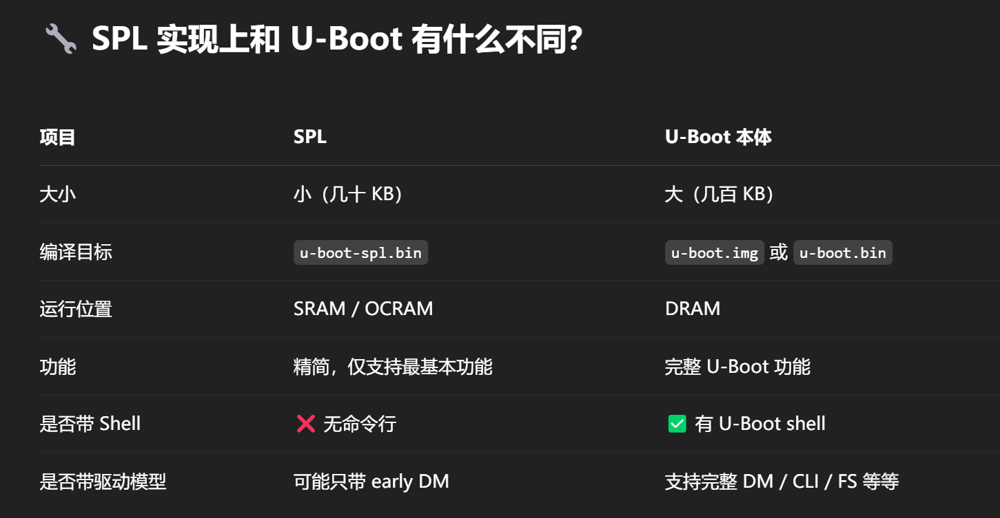 🔧 SPL 实现上和 U-Boot 有什么不同？
项目 SPL U-Boot 本体
大小 小（几十 KB） 大（几百 KB）
编译目标 u-boot-spl.bin u-boot.img 或 u-boot.bin
运行位置 SRAM / OCRAM DRAM
功能 精简，仅支持最基本功能 完整 U-Boot 功能
是否带 Shell ❌ 无命令行 ✅ 有 U-Boot shell
是否带驱动模型 可能只带 early DM 支持完整 DM / CLI / FS 等等